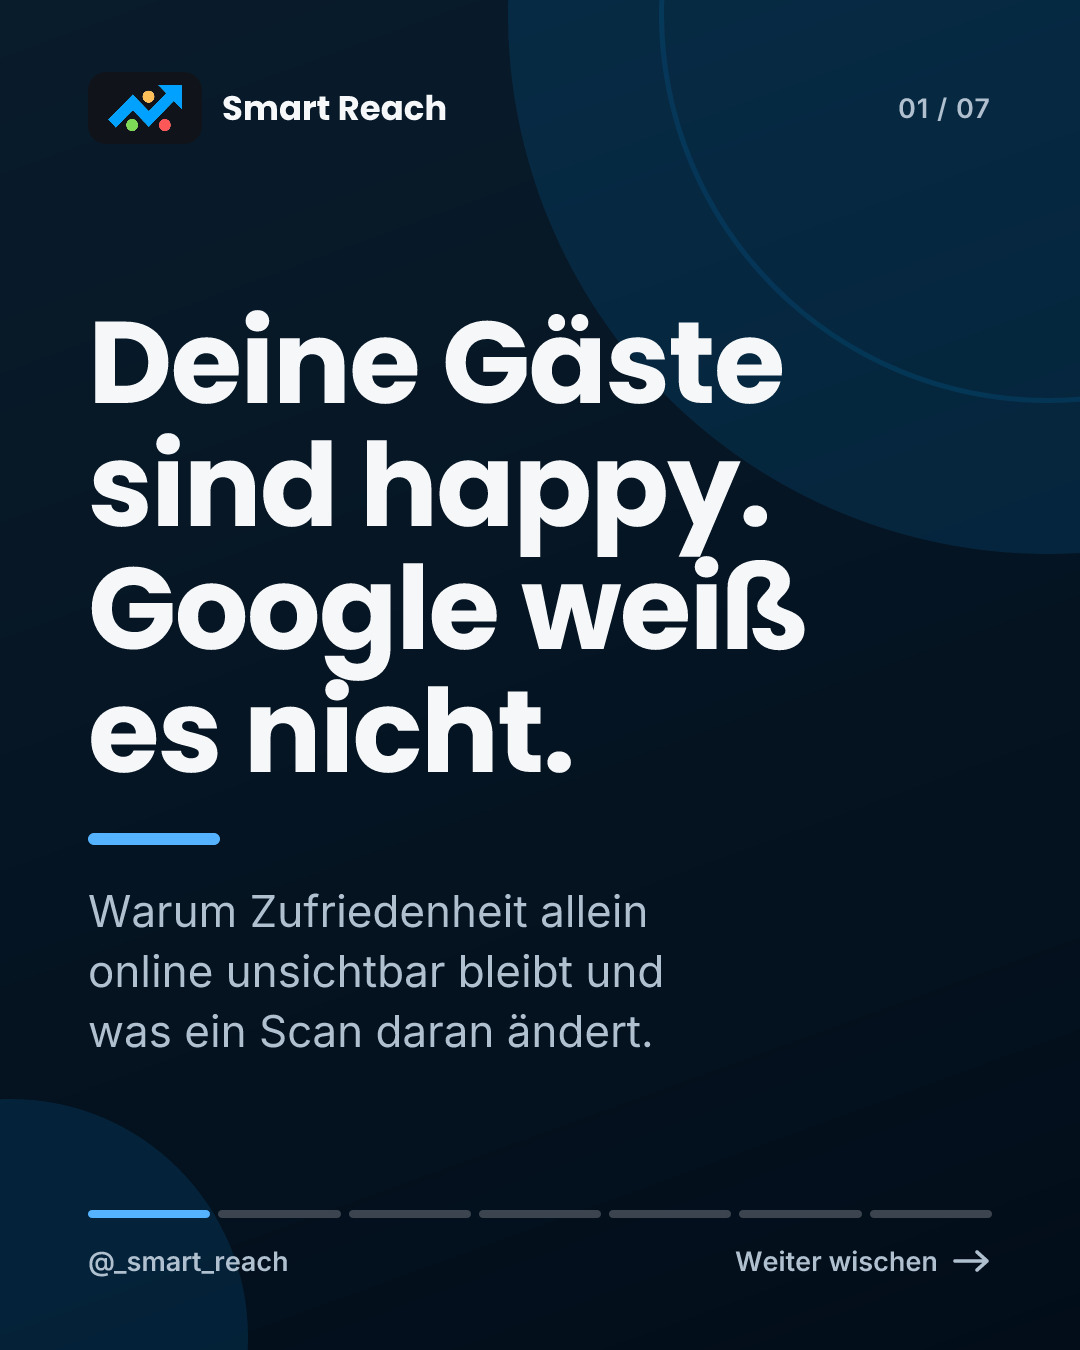 Smart Reach
01 / 07
Deine Gäste
sind happy.
Google weiß
es nicht.
Warum Zufriedenheit allein
online unsichtbar bleibt und
was ein Scan daran ändert.
@_smart_reach
Weiter wischen →